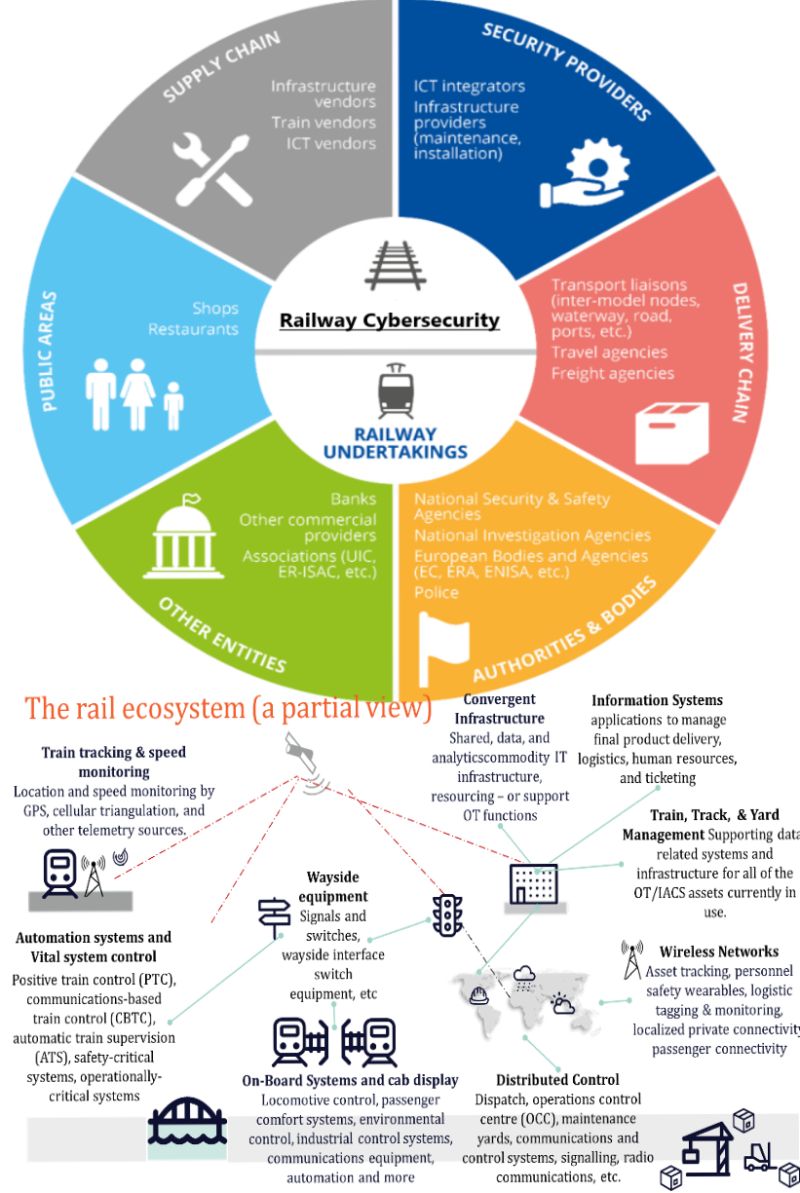 SUPPLY CHAIN
Infrastructure
vendors
Train vendors
ICT vendors
SECURITY PROVIDERS
ICT integrators
Infrastructure
providers
(maintenance,
installation)
PUBLIC AREAS
Shops
Restaurants
Railway Cybersecurity
RAILWAY
UNDERTAKINGS
DELIVERY CHAIN
Transport liaisons
(inter-model nodes,
waterway, road,
ports, etc.)
Travel agencies
Freight agencies
OTHER ENTITIES
Banks
Other commercial
providers
Associations (UIC,
ER-ISAC, etc.)
AUTHORITIES & BODIES
National Security & Safety
Agencies
National Investigation Agencies
European Bodies and Agencies
(EC, ERA, ENISA, etc.)
Police
The rail ecosystem (a partial view)
Train tracking & speed
monitoring
Location and speed monitoring by
GPS, cellular triangulation, and
other telemetry sources.
Convergent
Infrastructure
Shared, data, and
analyticscommodity IT
infrastructure,
resourcing – or support
OT functions
Information Systems
applications to manage
final product delivery,
logistics, human resources,
and ticketing
Train, Track, & Yard
Management Supporting data
related systems and
infrastructure for all of the
OT/IACS assets currently in
use.
Wayside
equipment
Signals and
switches,
wayside interface
switch
equipment, etc
Automation systems and
Vital system control
Positive train control (PTC),
communications-based
train control (CBTC),
automatic train supervision
(ATS), safety-critical
systems, operationally-
critical systems
Wireless Networks
Asset tracking, personnel
safety wearables, logistic
tagging & monitoring,
localized private connectivity
passenger connectivity
On-Board Systems and cab display
Locomotive control, passenger
comfort systems, environmental
control, industrial control systems,
communications equipment,
automation and more
Distributed Control
Dispatch, operations control
centre (OCC), maintenance
yards, communications and
control systems, signalling, radio
communications, etc.